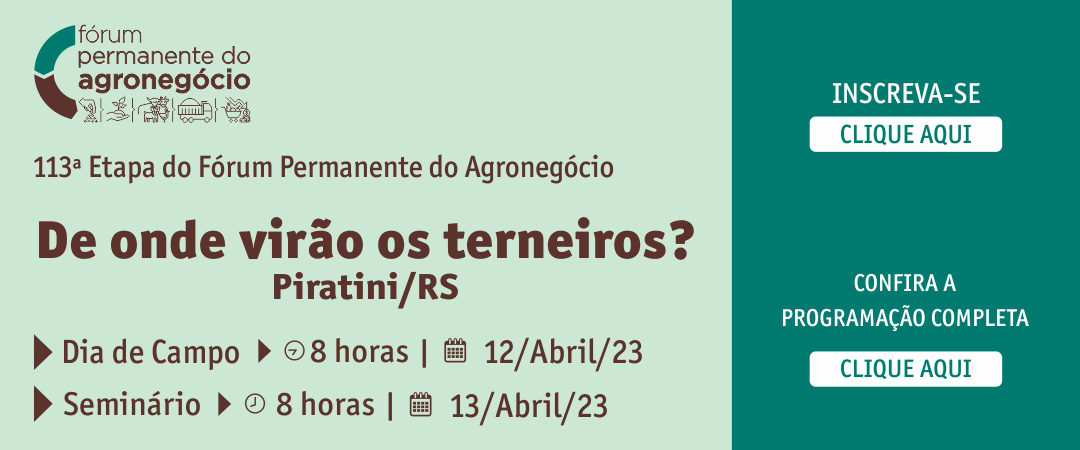 fórum
permanente do
agronegócio
113ª Etapa do Fórum Permanente do Agronegócio
De onde virão os terneiros?
Piratini/RS
Dia de Campo 8 horas | 12/Abril/23
Seminário 8 horas | 13/Abril/23
INSCREVA-SE
CLIQUE AQUI
CONFIRA A
PROGRAMAÇÃO COMPLETA
CLIQUE AQUI